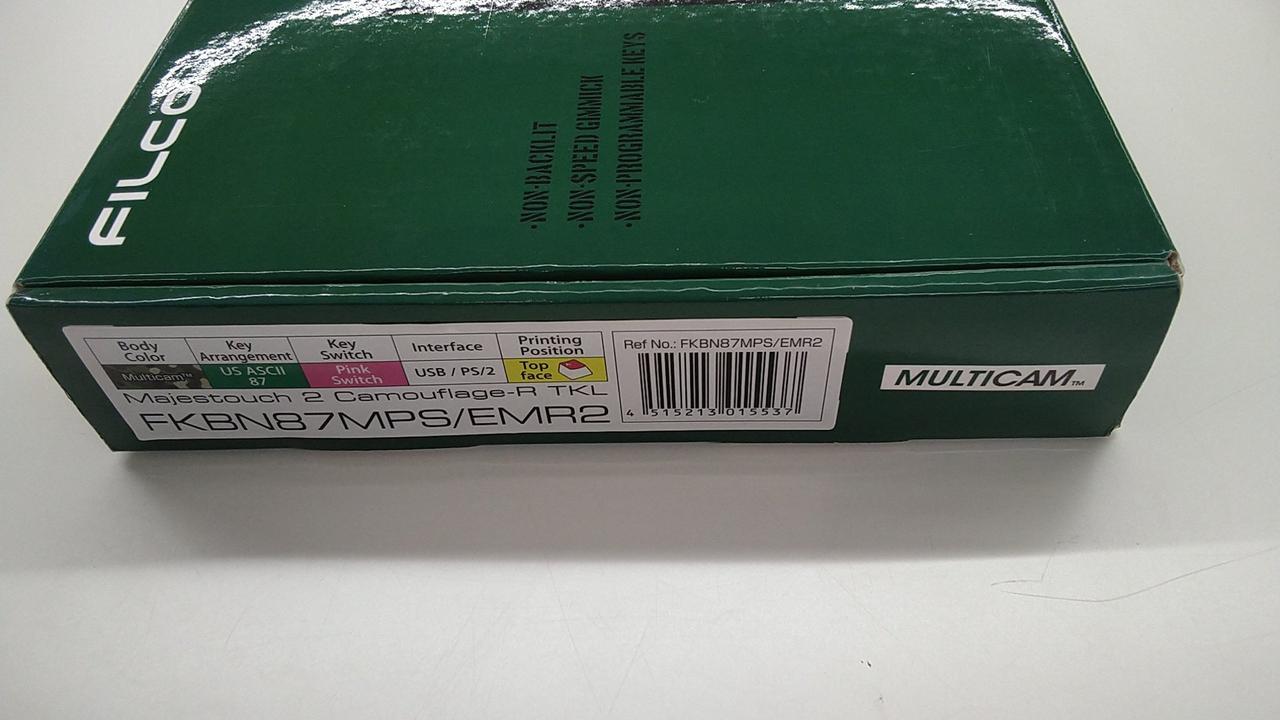 FILCO
·NON-BACKLIT
·NON-SPEED GIMMICK
·NON-PROGRAMMABLE KEYS
Body Color
Key Arrangement
Key Switch
Interface
Printing Position
Multicam™
US ASCII 87
Pink Switch
USB / PS/2
Top face
Majestouch 2 Camouflage-R TKL
FKBN87MPS/EMR2
Ref No.: FKBN87MPS/EMR2
4 515213 015537
MULTICAM™